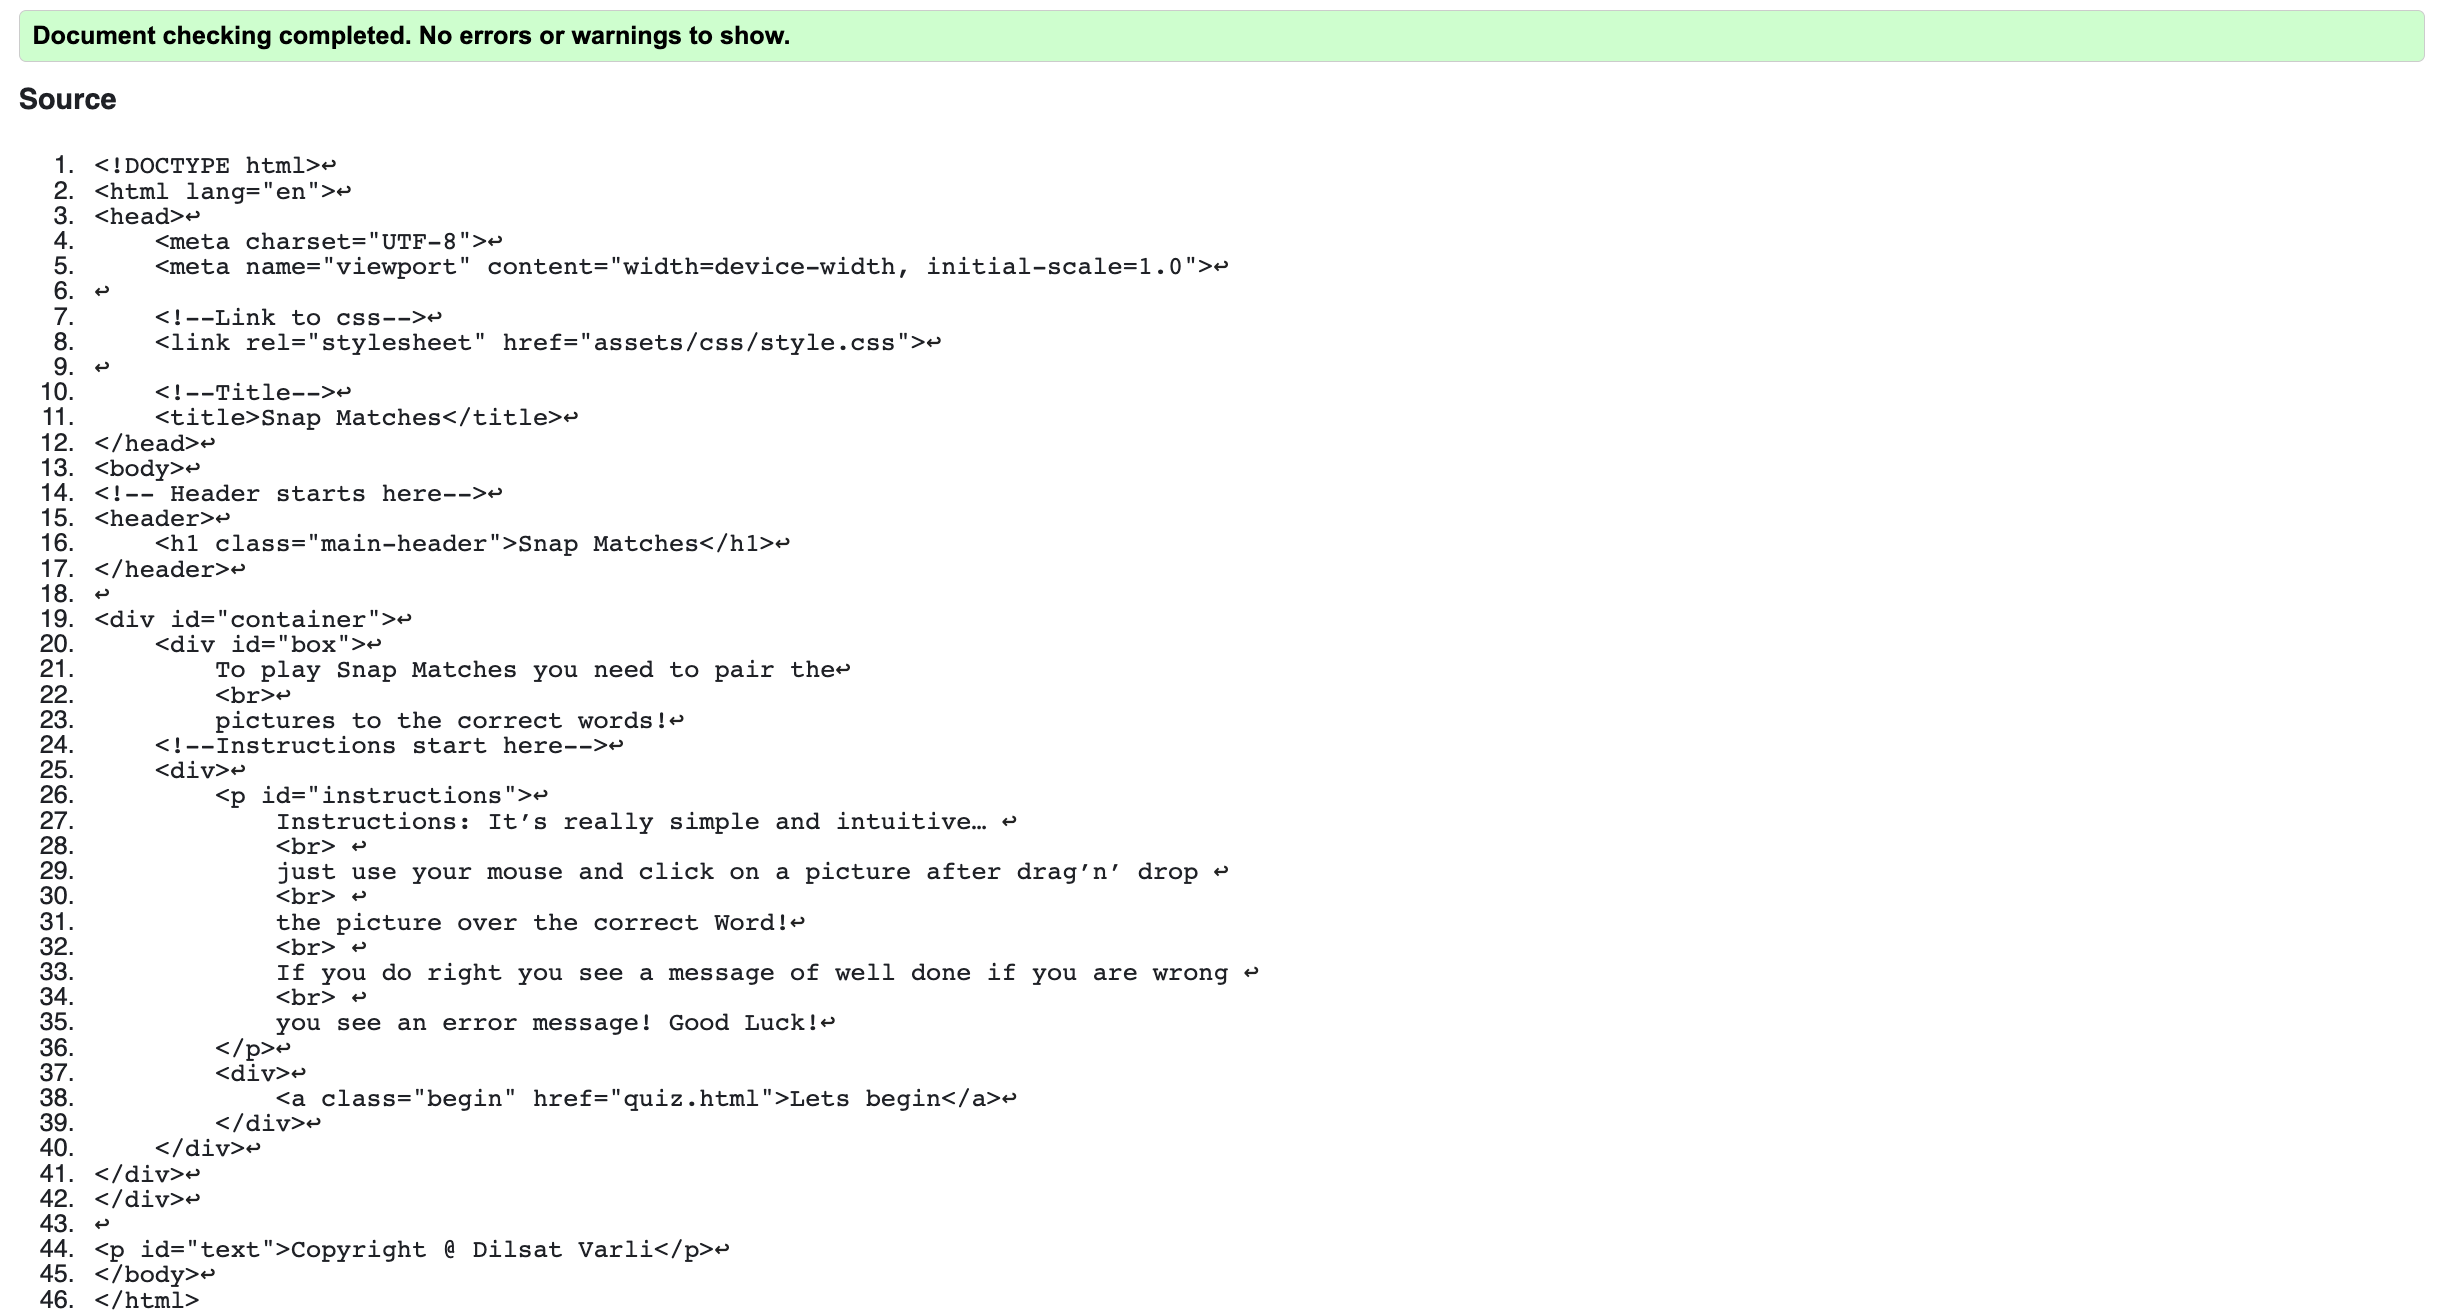 Document checking completed. No errors or warnings to show.
Source
1. <!DOCTYPE html>↩
2. <html lang="en">↩
3. <head>↩
4.     <meta charset="UTF-8">↩
5.     <meta name="viewport" content="width=device-width, initial-scale=1.0">↩
6. ↩
7.     <!--Link to css-->↩
8.     <link rel="stylesheet" href="assets/css/style.css">↩
9. ↩
10.     <!--Title-->↩
11.     <title>Snap Matches</title>↩
12. </head>↩
13. <body>↩
14. <!-- Header starts here-->↩
15. <header>↩
16.     <h1 class="main-header">Snap Matches</h1>↩
17. </header>↩
18. ↩
19. <div id="container">↩
20.     <div id="box">↩
21.         To play Snap Matches you need to pair the↩
22.         <br>↩
23.         pictures to the correct words!↩
24.     <!--Instructions start here-->↩
25.     <div>↩
26.         <p id="instructions">↩
27.             Instructions: It’s really simple and intuitive… ↩
28.             <br> ↩
29.             just use your mouse and click on a picture after drag’n’ drop ↩
30.             <br> ↩
31.             the picture over the correct Word!↩
32.             <br> ↩
33.             If you do right you see a message of well done if you are wrong ↩
34.             <br> ↩
35.             you see an error message! Good Luck!↩
36.         </p>↩
37.         <div>↩
38.             <a class="begin" href="quiz.html">Lets begin</a>↩
39.         </div>↩
40.     </div>↩
41. </div>↩
42. </div>↩
43. ↩
44. <p id="text">Copyright @ Dilsat Varli</p>↩
45. </body>↩
46. </html>